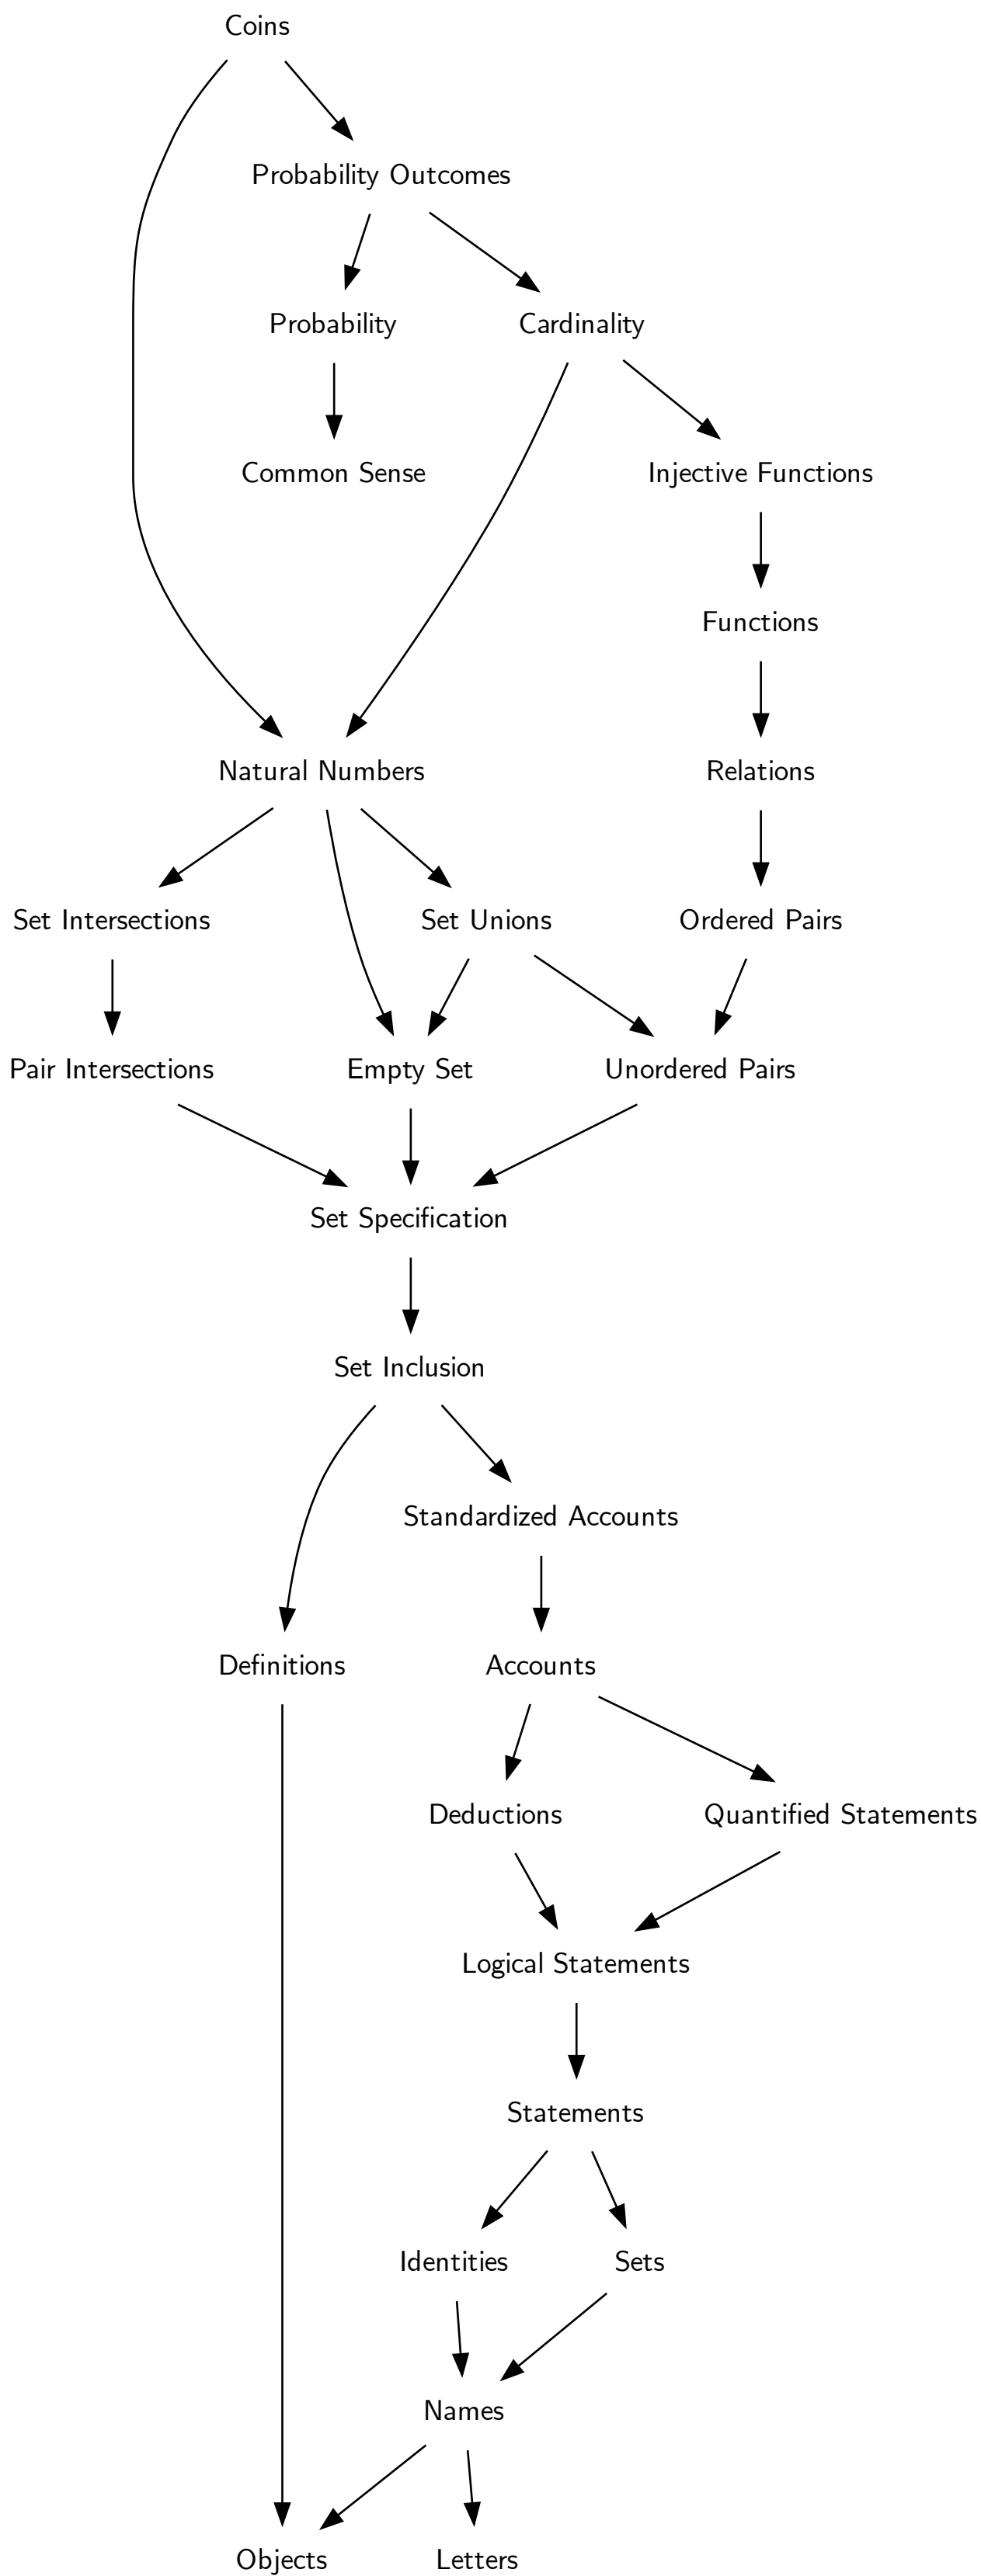 Coins
Probability Outcomes
Probability
Cardinality
Common Sense
Injective Functions
Functions
Natural Numbers
Relations
Set Intersections
Set Unions
Ordered Pairs
Pair Intersections
Empty Set
Unordered Pairs
Set Specification
Set Inclusion
Standardized Accounts
Definitions
Accounts
Deductions
Quantified Statements
Logical Statements
Statements
Identities
Sets
Names
Objects
Letters